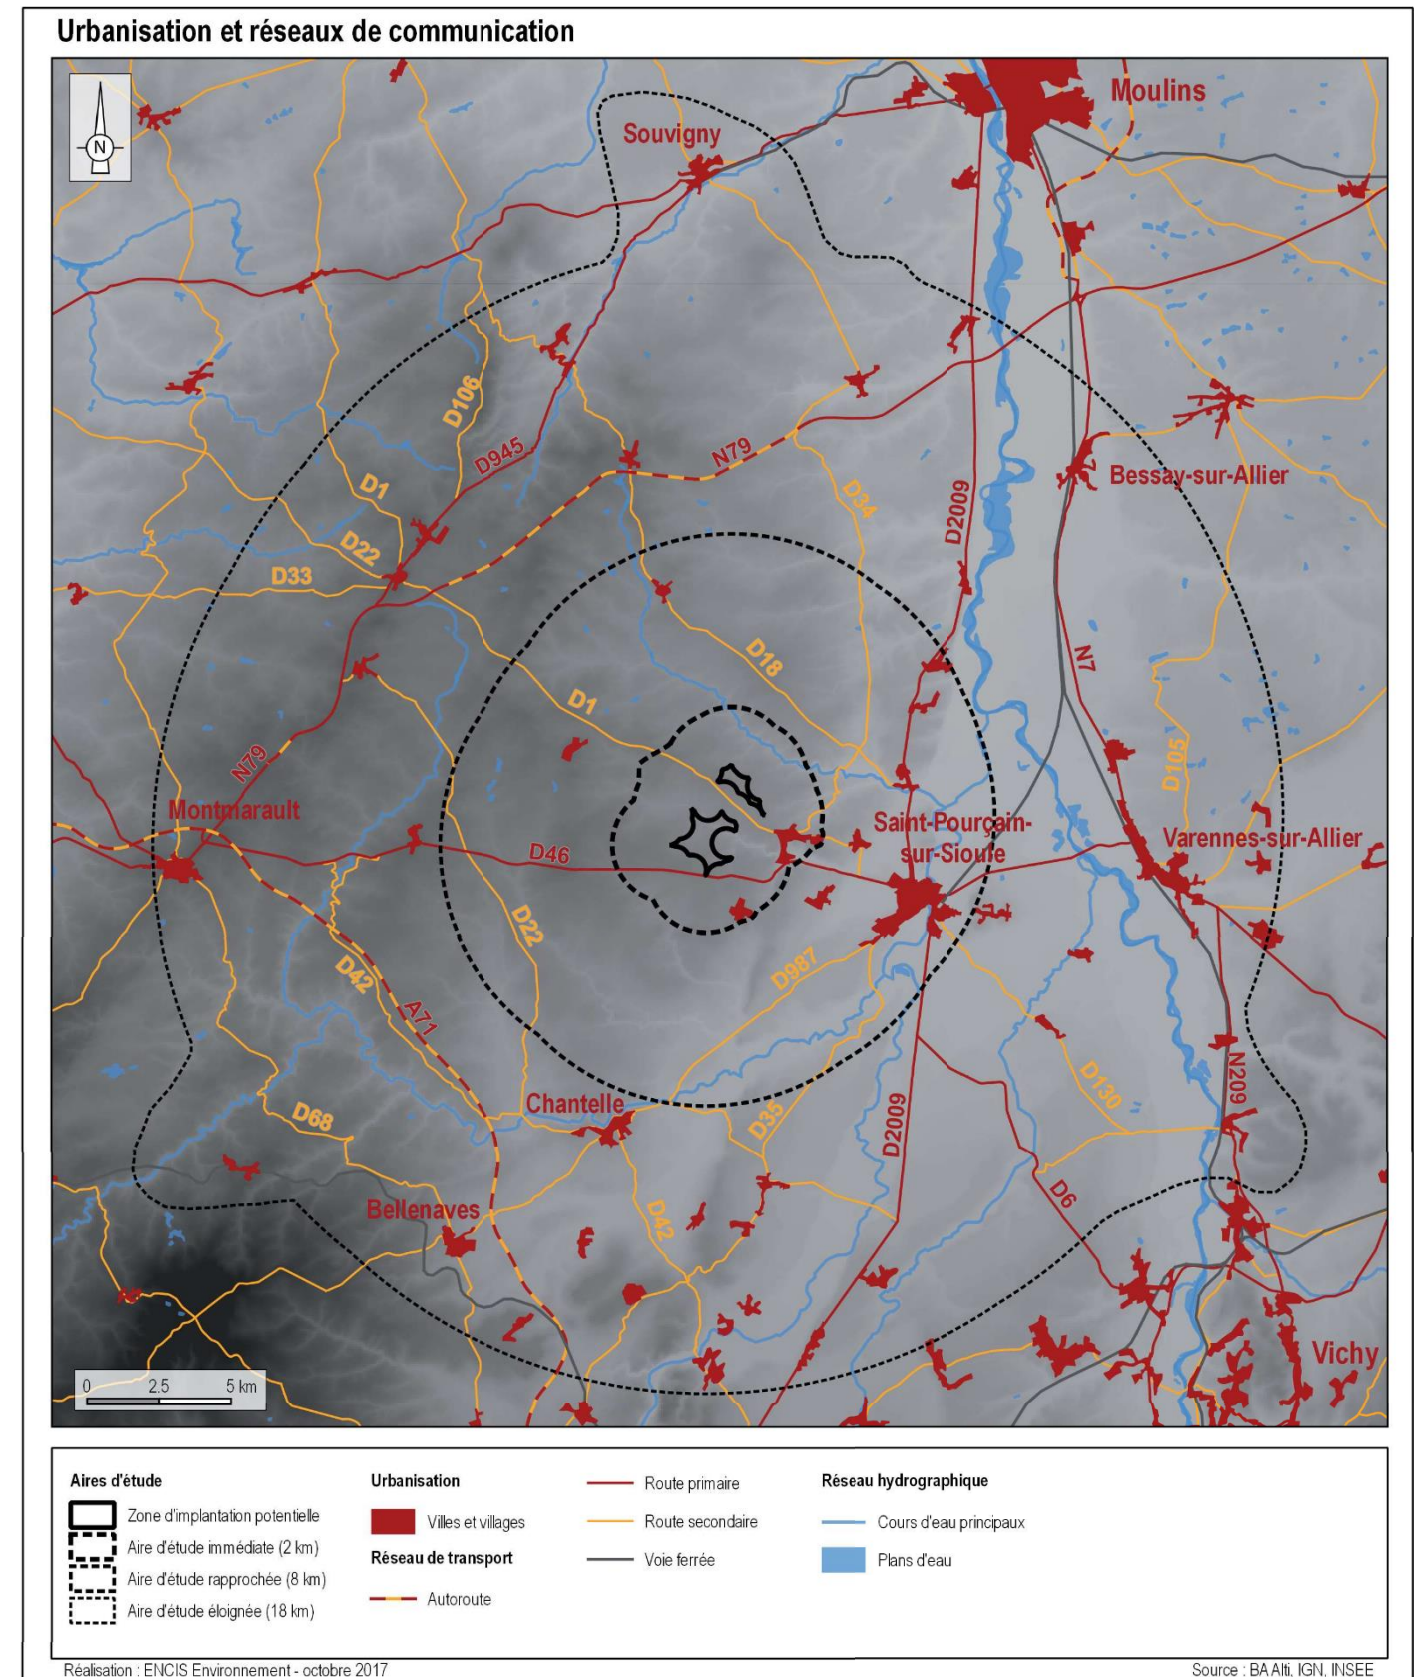 Urbanisation et réseaux de communication
N
Moulins
Souvigny
D106
D945
N79
D1
D34
Bessay-sur-Allier
D22
D2009
D33
D18
N7
D1
N79
D105
Montmarault
Saint-Pourçain-
sur-Sioule
Varennes-sur-Allier
D46
D22
D987
D42
A71
N209
D130
Chantelle
D35
D2009
D68
D6
Bellenaves
D42
Vichy
0 2.5 5 km
Aires d'étude
Zone d'implantation potentielle
Aire d'étude immédiate (2 km)
Aire d'étude rapprochée (8 km)
Aire d'étude éloignée (18 km)
Urbanisation
Villes et villages
Réseau de transport
Autoroute
Route primaire
Route secondaire
Voie ferrée
Réseau hydrographique
Cours d'eau principaux
Plans d'eau
Réalisation : ENCIS Environnement - octobre 2017
Source : BA Alti, IGN, INSEE